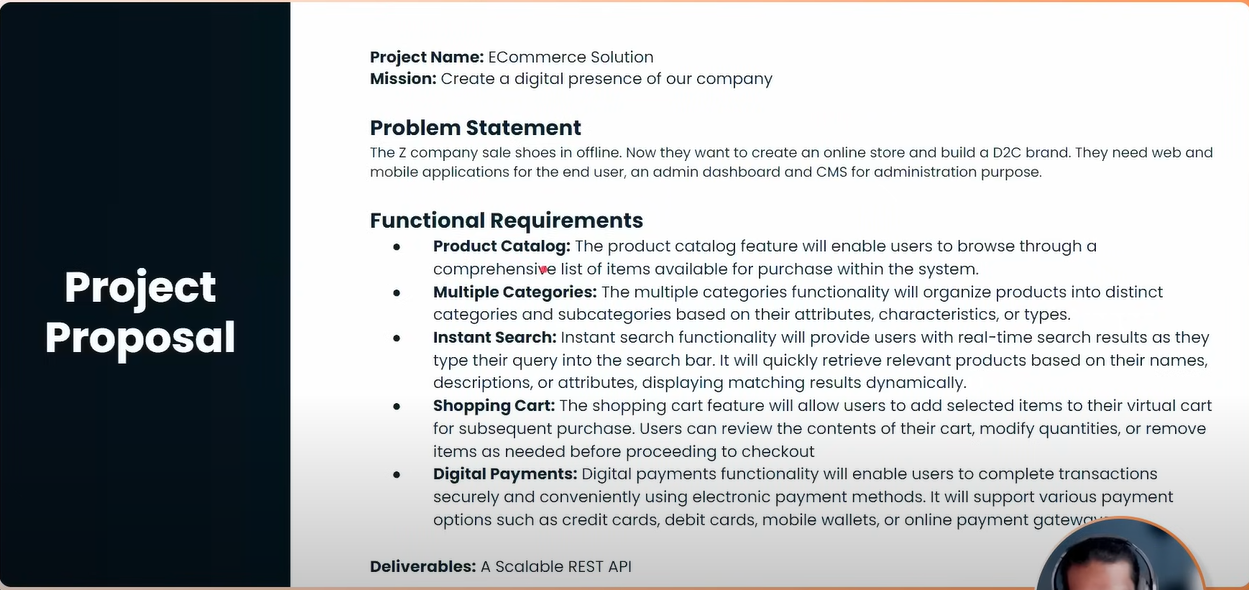 Project
Proposal
Project Name: ECommerce Solution
Mission: Create a digital presence of our company
Problem Statement
The Z company sale shoes in offline. Now they want to create an online store and build a D2C brand. They need web and
mobile applications for the end user, an admin dashboard and CMS for administration purpose.
Functional Requirements
● Product Catalog: The product catalog feature will enable users to browse through a
comprehensive list of items available for purchase within the system.
● Multiple Categories: The multiple categories functionality will organize products into distinct
categories and subcategories based on their attributes, characteristics, or types.
● Instant Search: Instant search functionality will provide users with real-time search results as they
type their query into the search bar. It will quickly retrieve relevant products based on their names,
descriptions, or attributes, displaying matching results dynamically.
● Shopping Cart: The shopping cart feature will allow users to add selected items to their virtual cart
for subsequent purchase. Users can review the contents of their cart, modify quantities, or remove
items as needed before proceeding to checkout
● Digital Payments: Digital payments functionality will enable users to complete transactions
securely and conveniently using electronic payment methods. It will support various payment
options such as credit cards, debit cards, mobile wallets, or online payment
Deliverables: A Scalable REST API